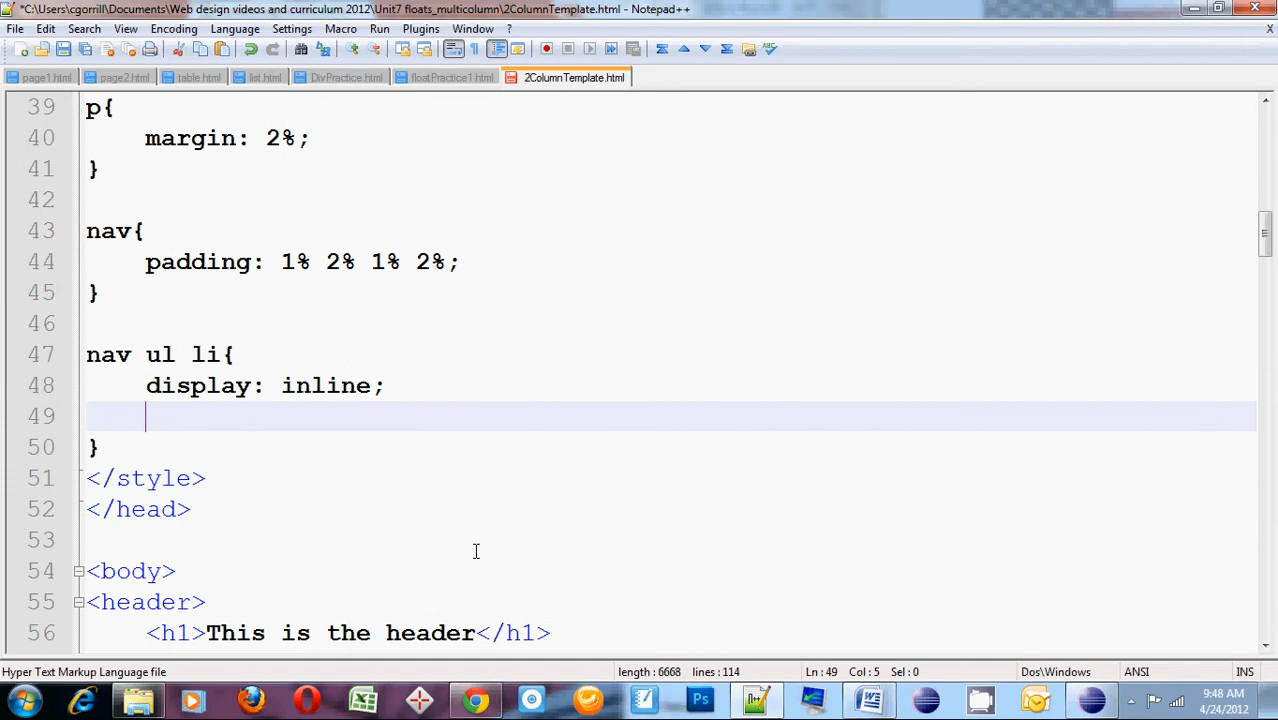 *C:\Users\cgorrill\Documents\Web design videos and curriculum 2012\Unit7 floats_multicolumn\2ColumnTemplate.html - Notepad++
File Edit Search View Encoding Language Settings Macro Run Plugins Window ? X
page1.html page2.html table.html list.html DivPractice.html floatPractice1.html 2ColumnTemplate.html
39 p{
40 margin: 2%;
41 }
42
43 nav{
44 padding: 1% 2% 1% 2%;
45 }
46
47 nav ul li{
48 display: inline;
49
50 }
51 </style>
52 </head>
53
54 <body>
55 <header>
56 <h1>This is the header</h1>
Hyper Text Markup Language file length : 6668 lines : 114 Ln : 49 Col : 5 Sel : 0 Dos\Windows ANSI INS
9:48 AM
4/24/2012